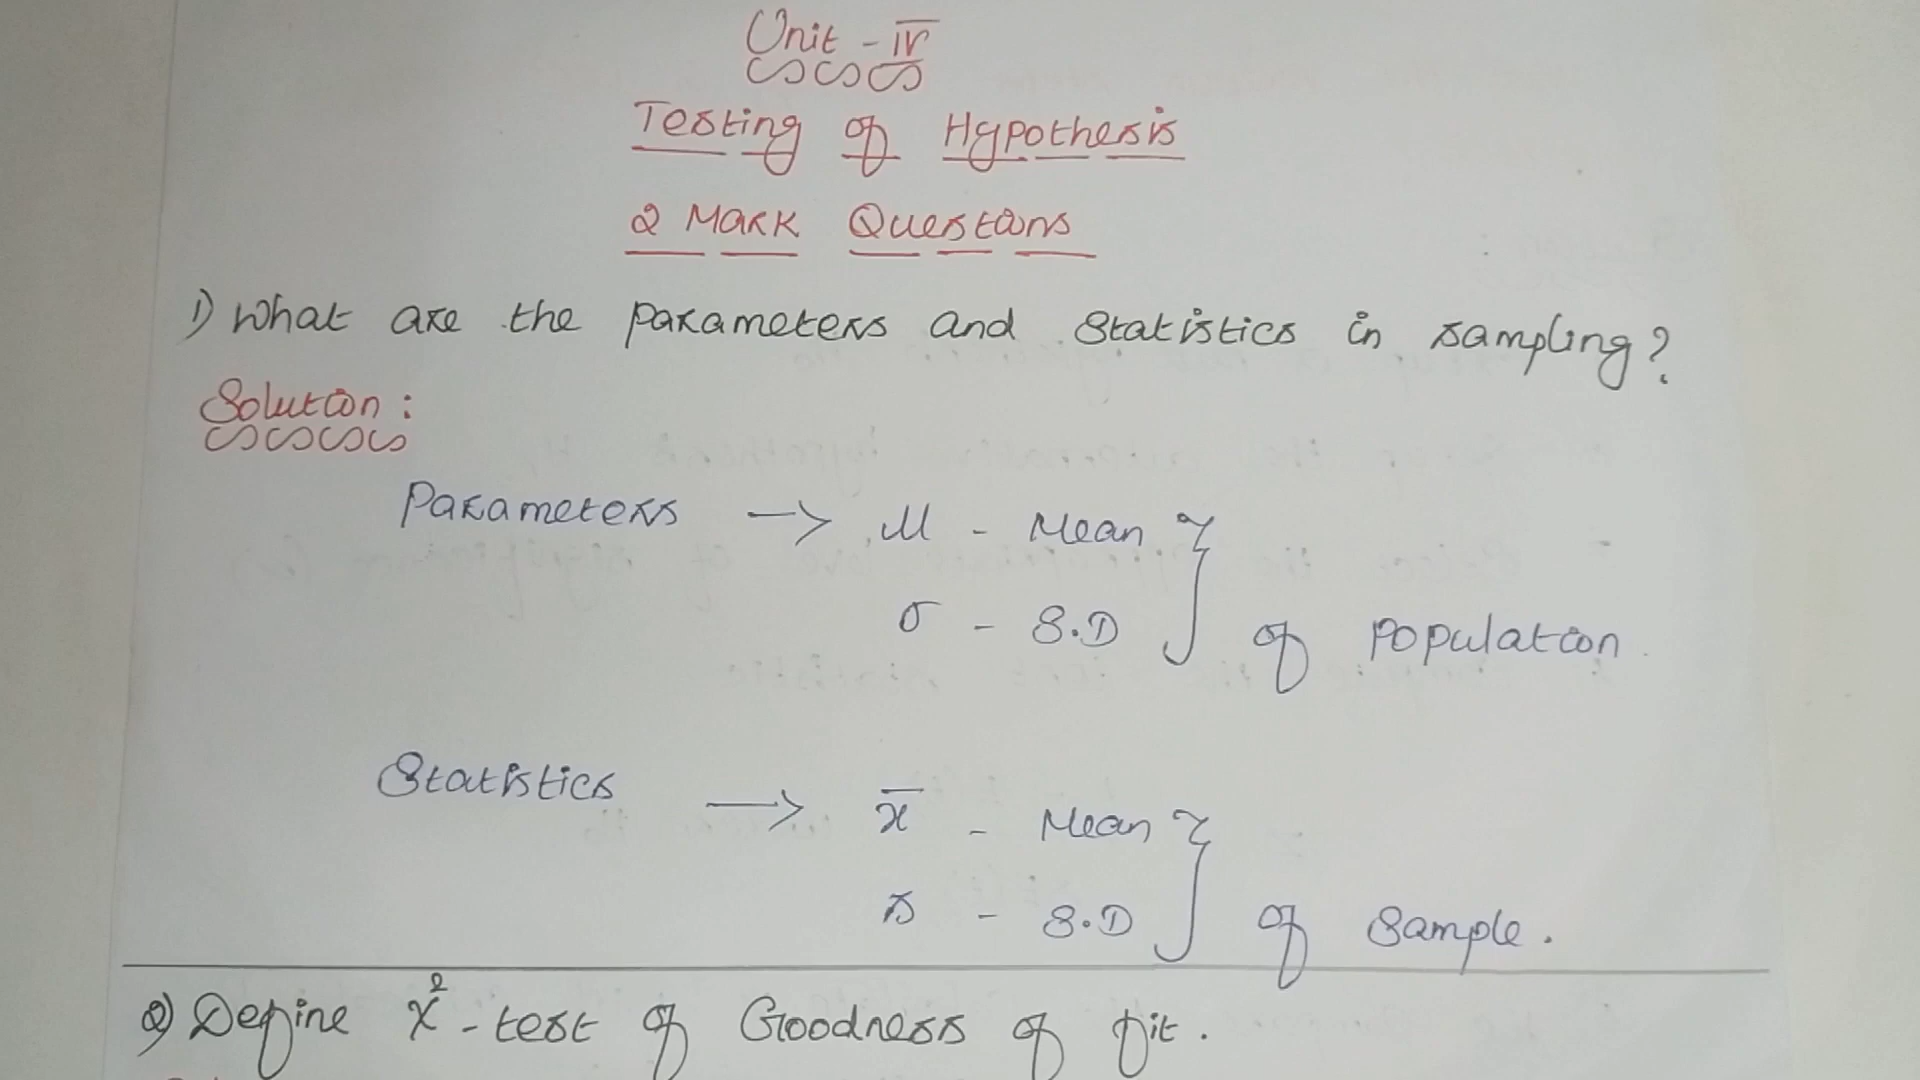 Unit - IV
Testing of Hypothesis
2 Mark Questions
1) What are the parameters and Statistics in sampling?
Solution:
Parameters → μ - Mean }
σ - S.D } of Population.
Statistics → x̄ - Mean }
s - S.D } of Sample.
2) Define χ²-test of Goodness of fit.